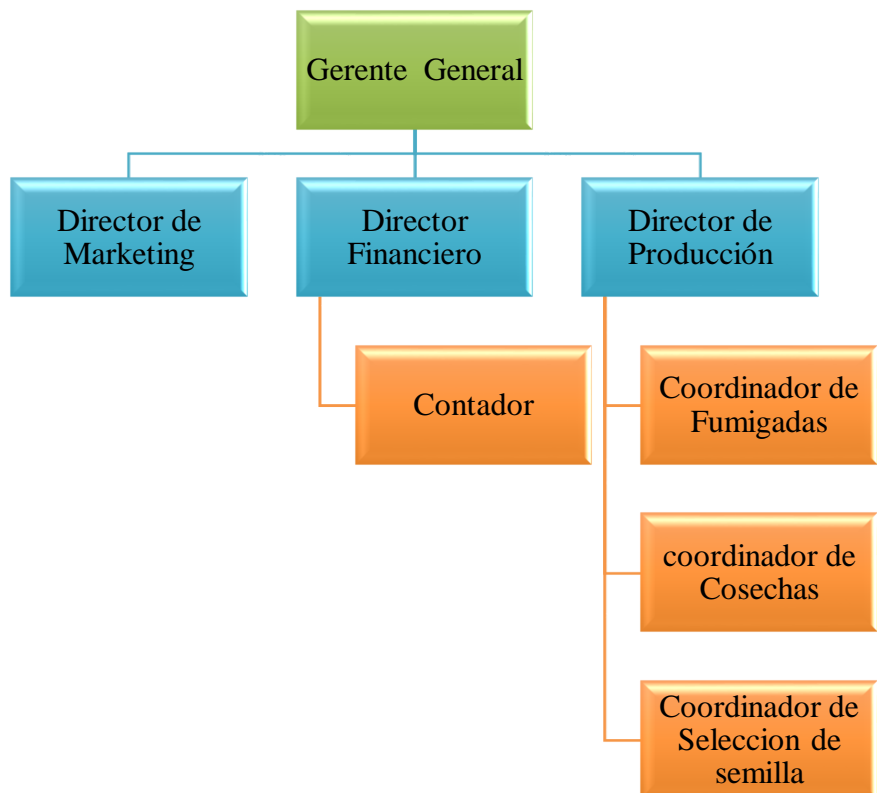 Gerente General
Director de
Marketing
Director
Financiero
Director de
Producción
Contador
Coordinador de
Fumigadas
coordinador de
Cosechas
Coordinador de
Seleccion de
semilla